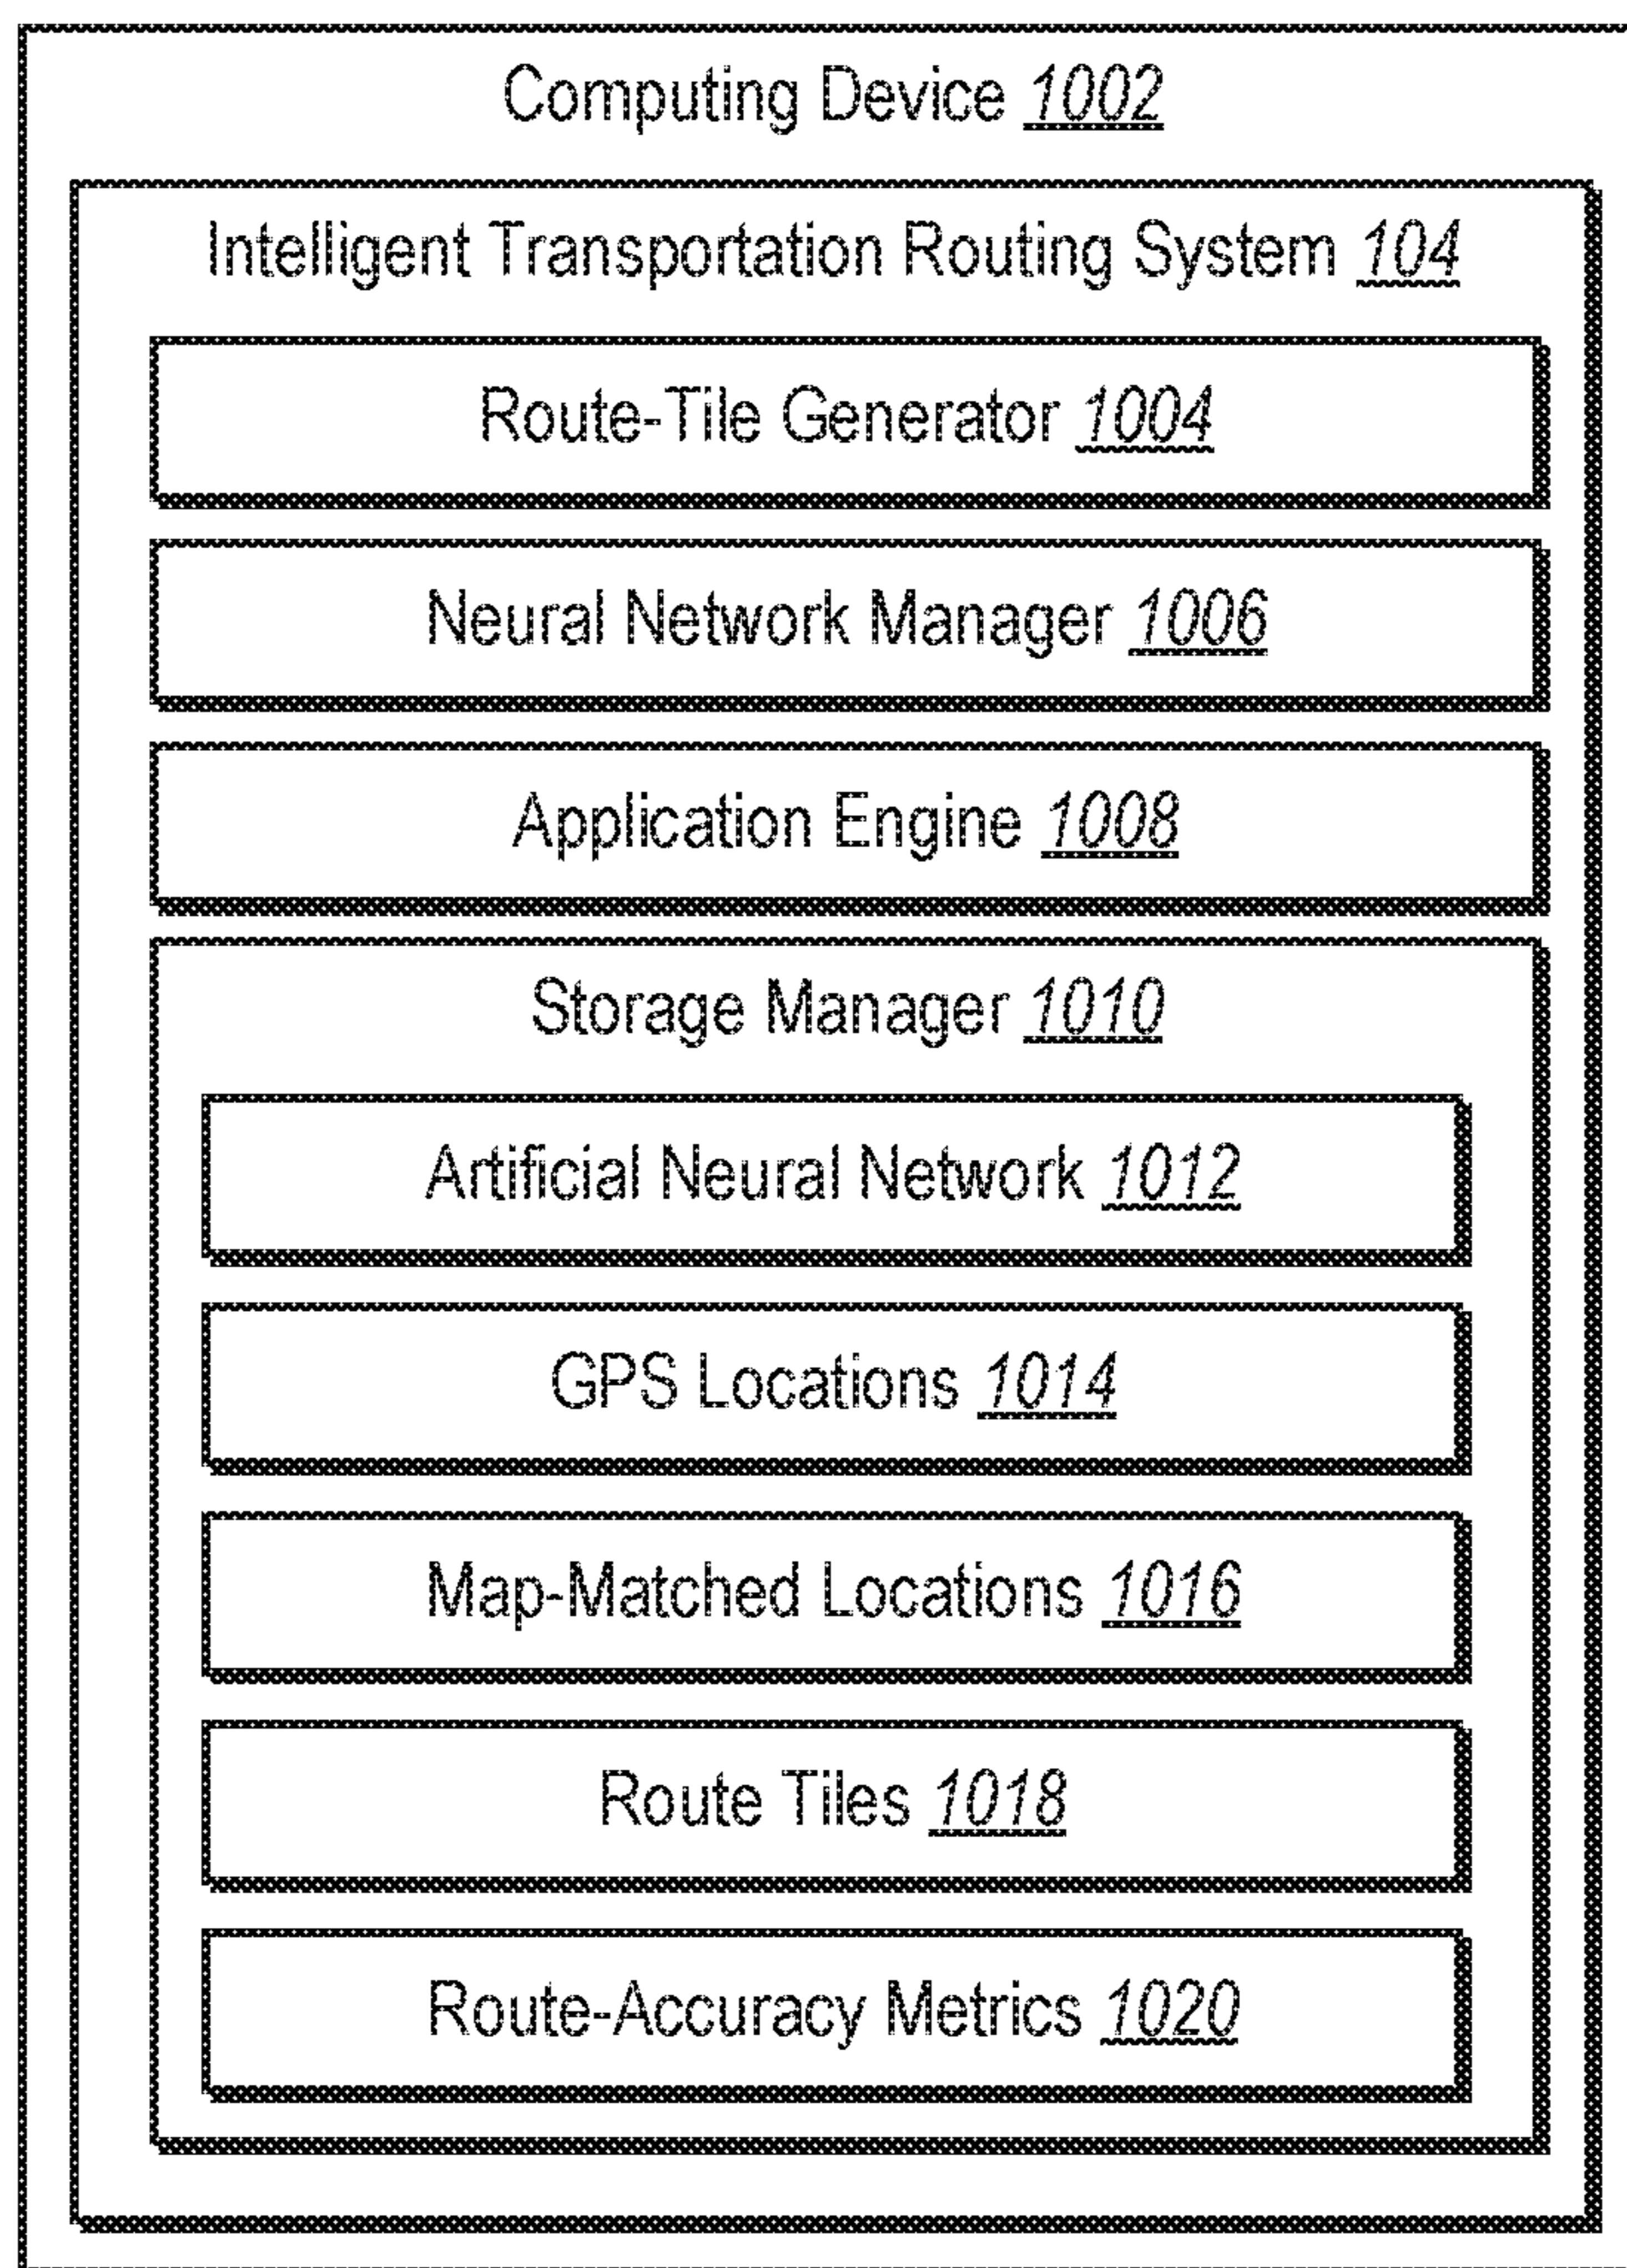 Computing Device 1002
Intelligent Transportation Routing System 104
Route-Tile Generator 1004
Neural Network Manager 1006
Application Engine 1008
Storage Manager 1010
Artificial Neural Network 1012
GPS Locations 1014
Map-Matched Locations 1016
Route Tiles 1018
Route-Accuracy Metrics 1020